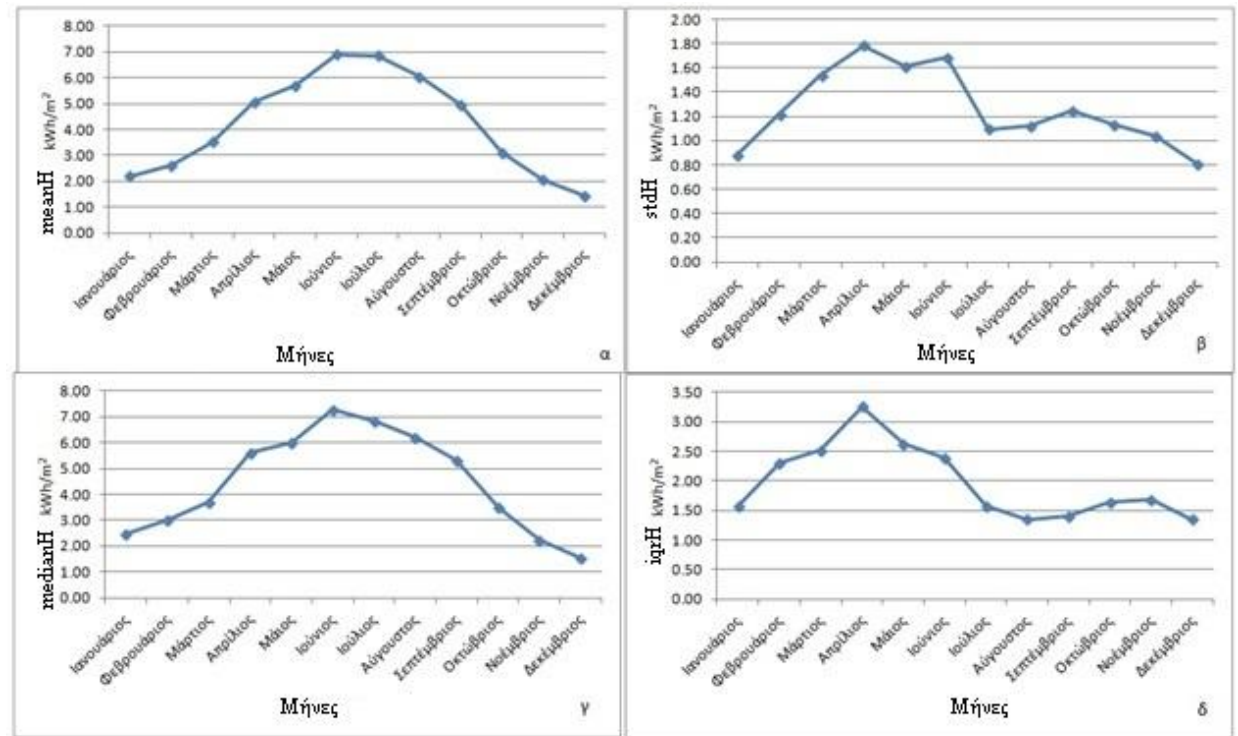 8.00
7.00
6.00
5.00
4.00
3.00
2.00
1.00
0.00
meanH kWh/m²
Ιανουάριος
Φεβρουάριος
Μάρτιος
Απρίλιος
Μάιος
Ιούνιος
Ιούλιος
Αύγουστος
Σεπτέμβριος
Οκτώβριος
Νοέμβριος
Δεκέμβριος
Μήνες
α
2.00
1.80
1.60
1.40
1.20
1.00
0.80
0.60
0.40
0.20
0.00
stdH kWh/m²
Ιανουάριος
Φεβρουάριος
Μάρτιος
Απρίλιος
Μάιος
Ιούνιος
Ιούλιος
Αύγουστος
Σεπτέμβριος
Οκτώβριος
Νοέμβριος
Δεκέμβριος
Μήνες
β
8.00
7.00
6.00
5.00
4.00
3.00
2.00
1.00
0.00
medianH kWh/m²
Ιανουάριος
Φεβρουάριος
Μάρτιος
Απρίλιος
Μάιος
Ιούνιος
Ιούλιος
Αύγουστος
Σεπτέμβριος
Οκτώβριος
Νοέμβριος
Δεκέμβριος
Μήνες
γ
3.50
3.00
2.50
2.00
1.50
1.00
0.50
0.00
iqrH kWh/m²
Ιανουάριος
Φεβρουάριος
Μάρτιος
Απρίλιος
Μάιος
Ιούνιος
Ιούλιος
Αύγουστος
Σεπτέμβριος
Οκτώβριος
Νοέμβριος
Δεκέμβριος
Μήνες
δ